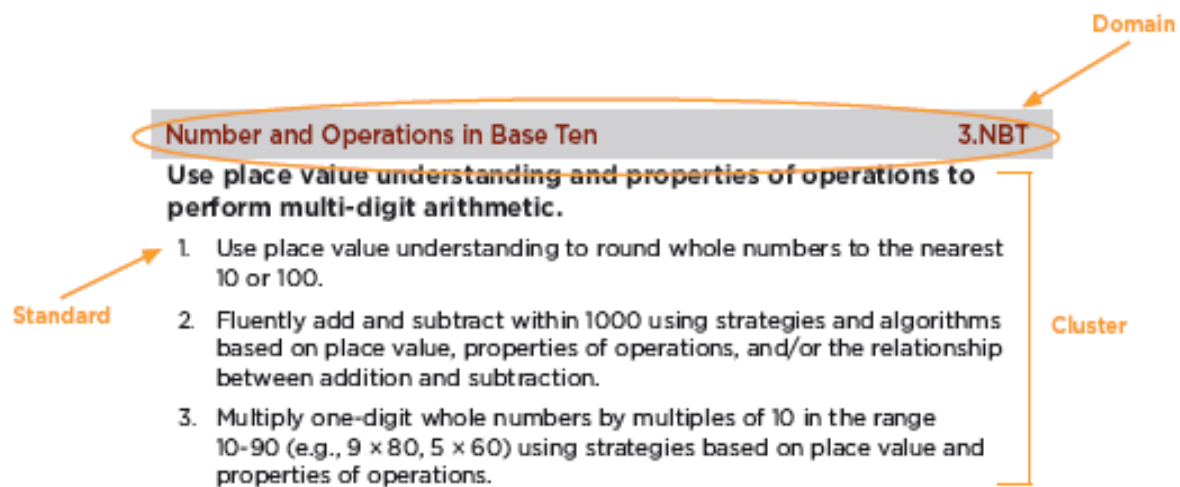 Domain
Number and Operations in Base Ten 3.NBT
Use place value understanding and properties of operations to
perform multi-digit arithmetic.
1. Use place value understanding to round whole numbers to the nearest
10 or 100.
Standard
2. Fluently add and subtract within 1000 using strategies and algorithms
based on place value, properties of operations, and/or the relationship
between addition and subtraction.
Cluster
3. Multiply one-digit whole numbers by multiples of 10 in the range
10-90 (e.g., 9 × 80, 5 × 60) using strategies based on place value and
properties of operations.